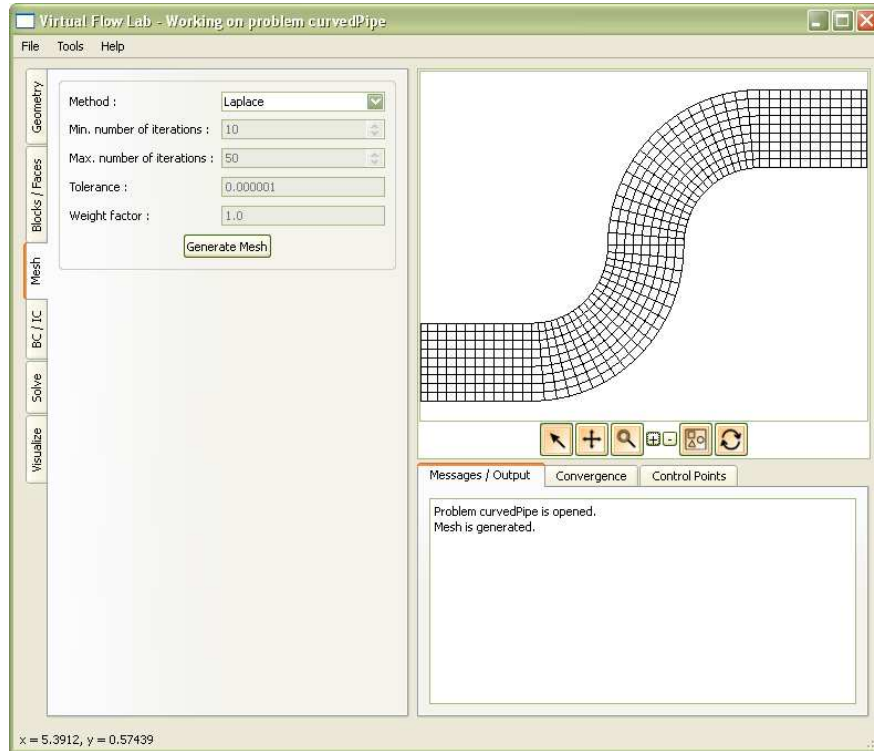 Virtual Flow Lab - Working on problem curvedPipe
File Tools Help
Geometry
Blocks / Faces
Mesh
BC / IC
Solve
Visualize
Method : Laplace
Min. number of iterations : 10
Max. number of iterations : 50
Tolerance : 0.000001
Weight factor : 1.0
Generate Mesh
Messages / Output Convergence Control Points
Problem curvedPipe is opened.
Mesh is generated.
x = 5.3912, y = 0.57439